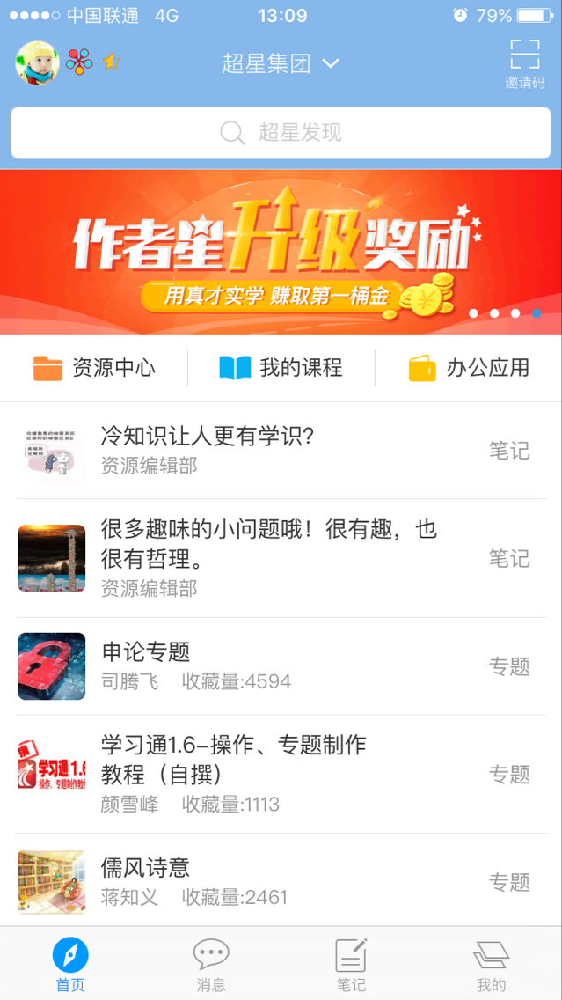 中国联通 4G 13:09 79%
超星集团
邀请码
超星发现
作者星升级奖励
用真才实学 赚取第一桶金
资源中心 我的课程 办公应用
冷知识让人更有学识?
资源编辑部
笔记
很多趣味的小问题哦！很有趣，也
很有哲理。
资源编辑部
笔记
申论专题
司腾飞 收藏量:4594
专题
学习通1.6
操作、专题制作教
学习通1.6-操作、专题制作
教程（自撰）
颜雪峰 收藏量:1113
专题
儒风诗意
蒋知义 收藏量:2461
专题
首页 消息 笔记 我的